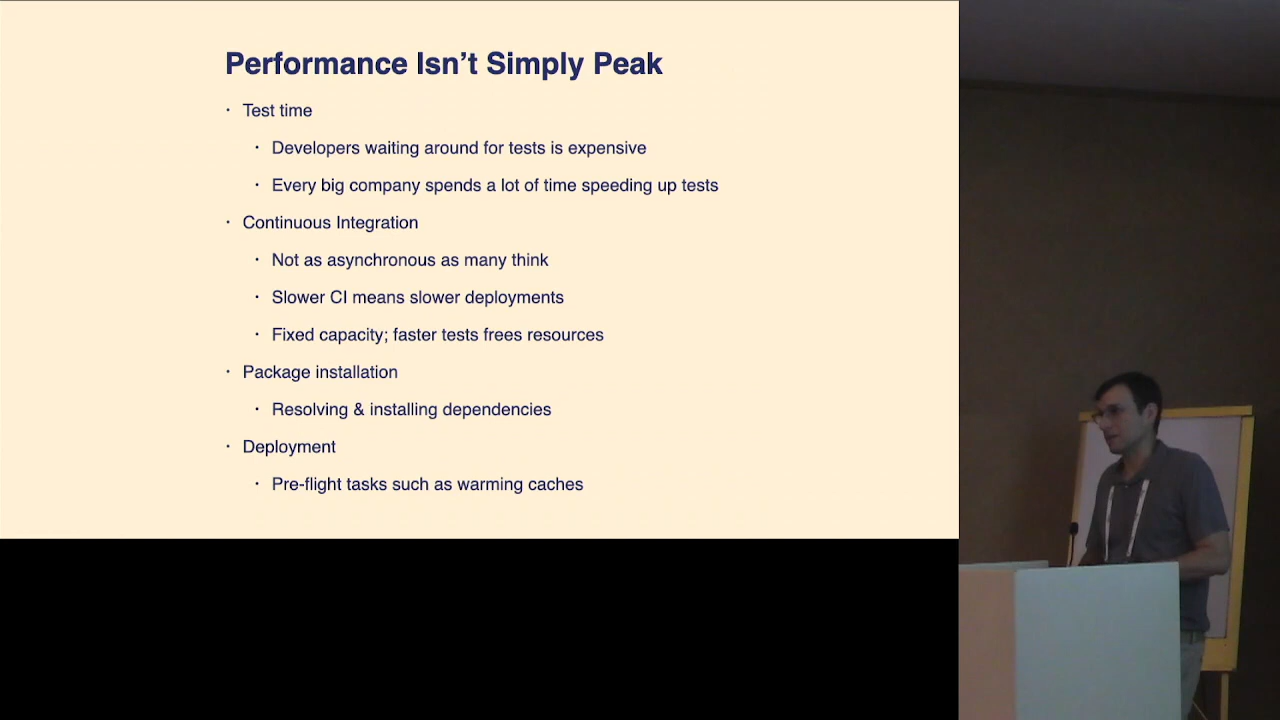 Performance Isn't Simply Peak
· Test time
· Developers waiting around for tests is expensive
· Every big company spends a lot of time speeding up tests
· Continuous Integration
· Not as asynchronous as many think
· Slower CI means slower deployments
· Fixed capacity; faster tests frees resources
· Package installation
· Resolving & installing dependencies
· Deployment
· Pre-flight tasks such as warming caches